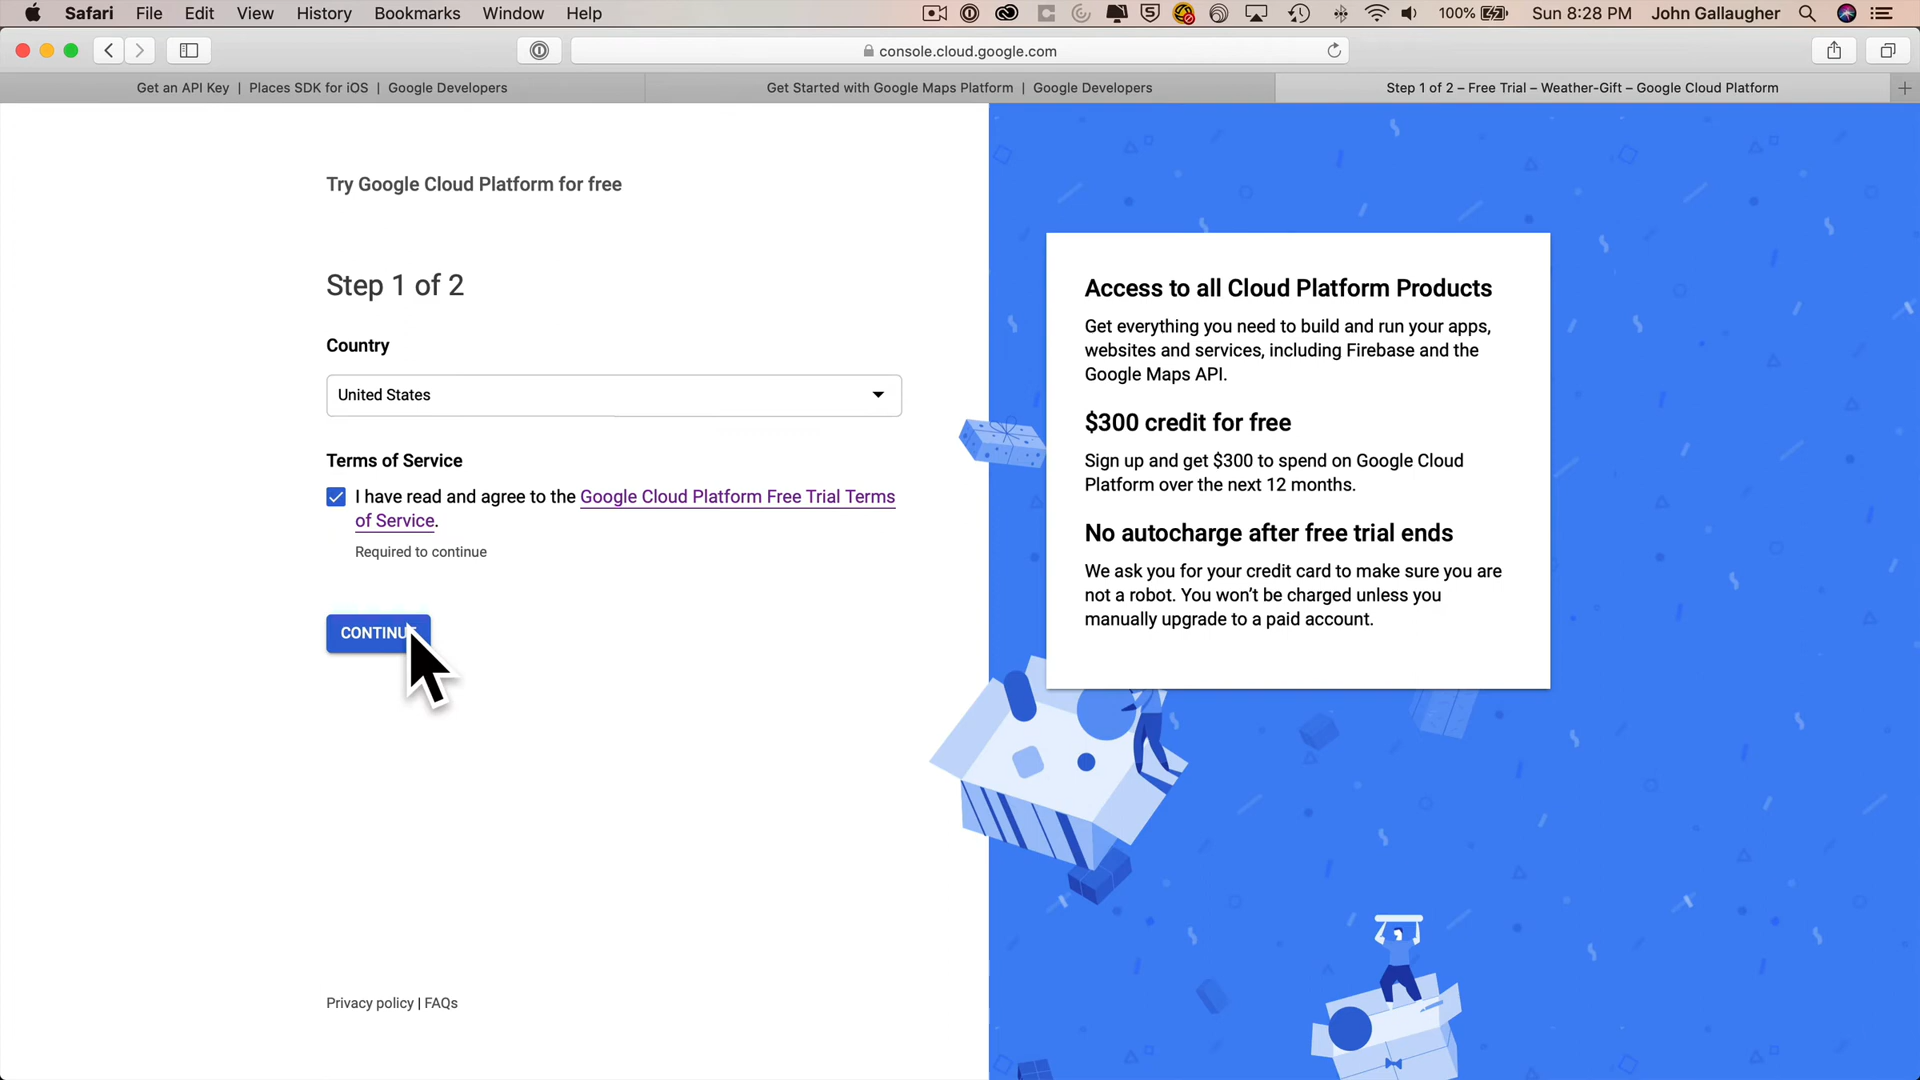 Safari File Edit View History Bookmarks Window Help 100% Sun 8:28 PM John Gallaugher
console.cloud.google.com
Get an API Key | Places SDK for iOS | Google Developers
Get Started with Google Maps Platform | Google Developers
Step 1 of 2 – Free Trial – Weather-Gift – Google Cloud Platform
Try Google Cloud Platform for free
Step 1 of 2
Country
United States
Terms of Service
I have read and agree to the Google Cloud Platform Free Trial Terms
of Service.
Required to continue
CONTINUE
Privacy policy | FAQs
Access to all Cloud Platform Products
Get everything you need to build and run your apps,
websites and services, including Firebase and the
Google Maps API.
$300 credit for free
Sign up and get $300 to spend on Google Cloud
Platform over the next 12 months.
No autocharge after free trial ends
We ask you for your credit card to make sure you are
not a robot. You won’t be charged unless you
manually upgrade to a paid account.